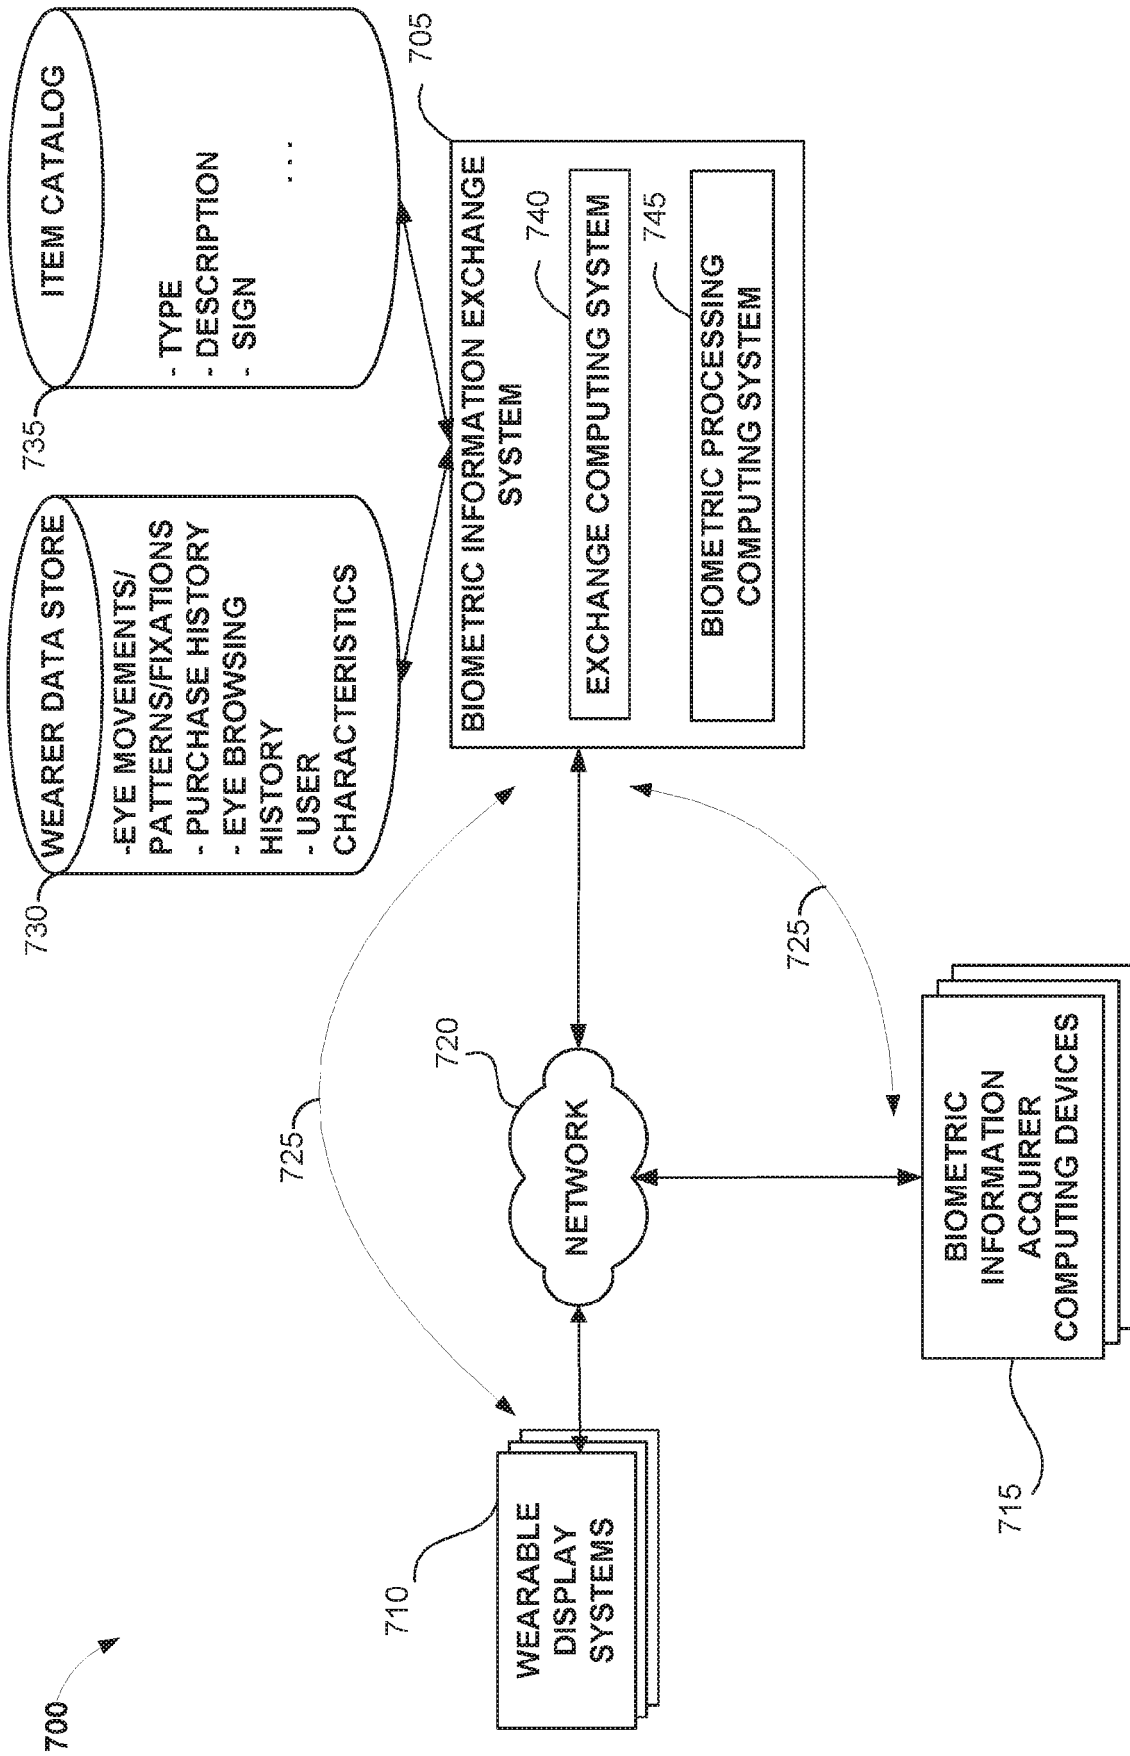 700
WEARER DATA STORE
-EYE MOVEMENTS/
PATTERNS/FIXATIONS
- PURCHASE HISTORY
- EYE BROWSING
HISTORY
- USER
CHARACTERISTICS
730
ITEM CATALOG
- TYPE
- DESCRIPTION
- SIGN
...
735
705
BIOMETRIC INFORMATION EXCHANGE
SYSTEM
740
EXCHANGE COMPUTING SYSTEM
745
BIOMETRIC PROCESSING
COMPUTING SYSTEM
725
720
NETWORK
725
710
WEARABLE
DISPLAY
SYSTEMS
BIOMETRIC
INFORMATION
ACQUIRER
COMPUTING DEVICES
715